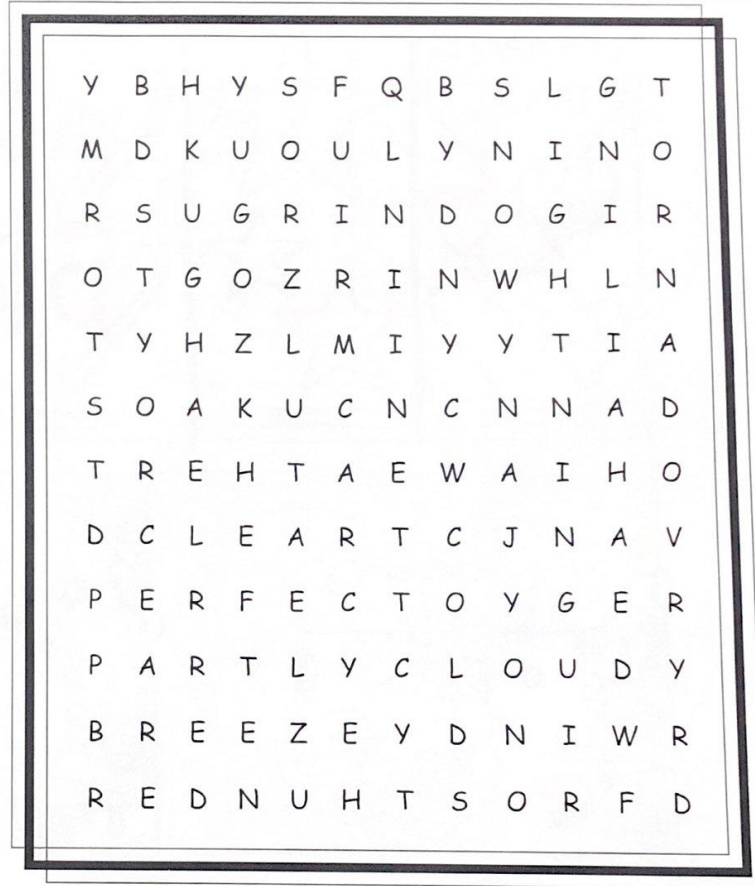 Y B H Y S F Q B S L G T
M D K U O U L Y N I N O
R S U G R I N D O G I R
O T G O Z R I N W H L N
T Y H Z L M I Y Y T I A
S O A K U C N C N N A D
T R E H T A E W A I H O
D C L E A R T C J N A V
P E R F E C T O Y G E R
P A R T L Y C L O U D Y
B R E E Z E Y D N I W R
R E D N U H T S O R F D